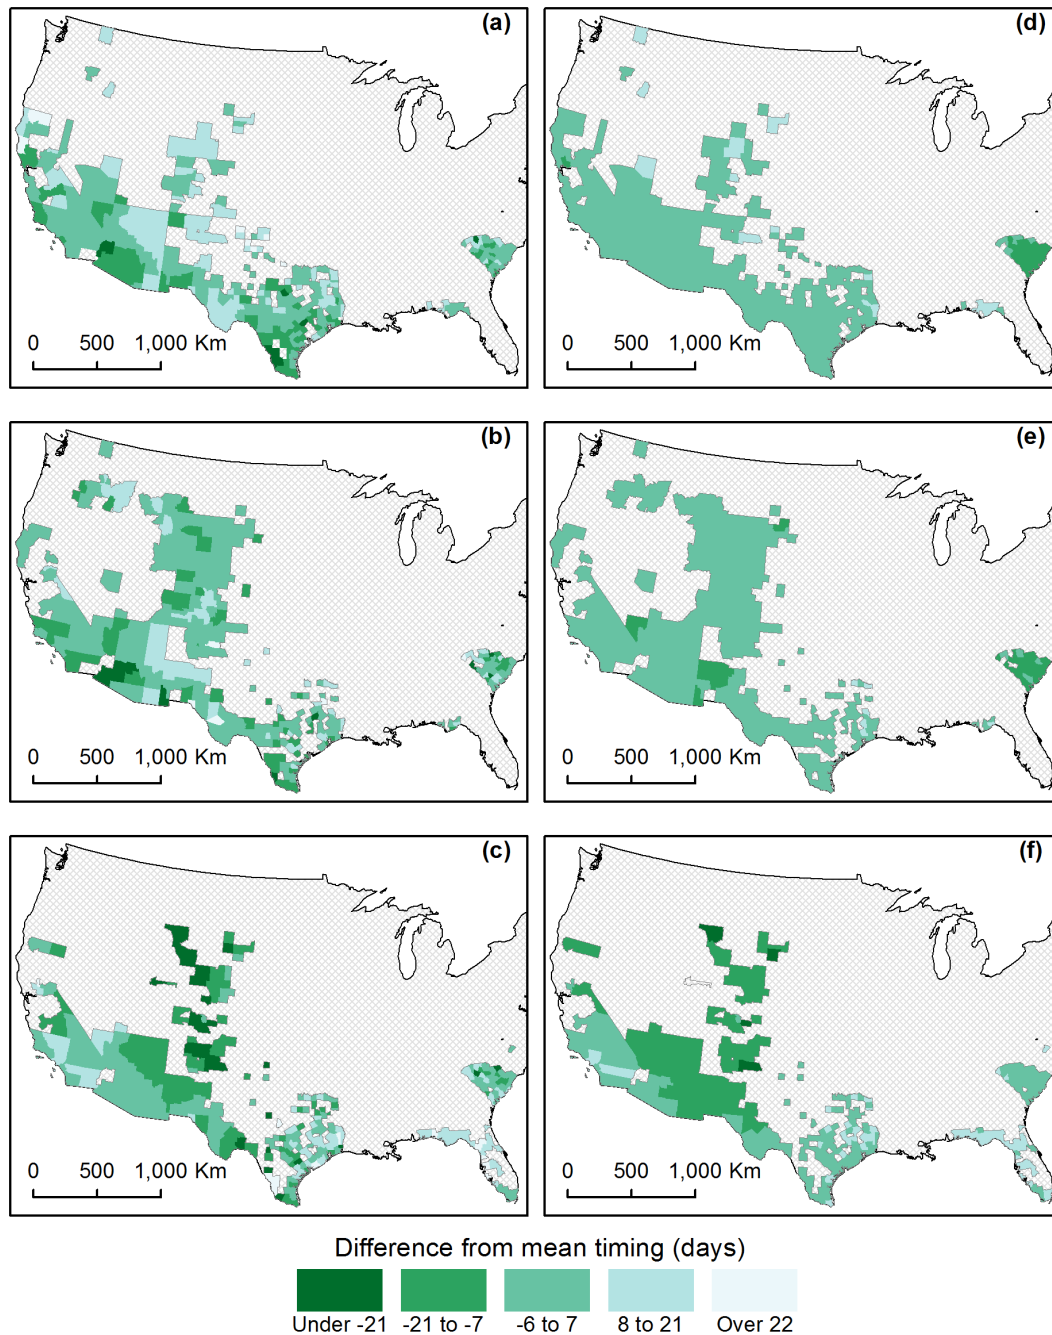 (a)
0 500 1,000 Km
(d)
0 500 1,000 Km
(b)
0 500 1,000 Km
(e)
0 500 1,000 Km
(c)
0 500 1,000 Km
(f)
0 500 1,000 Km
Difference from mean timing (days)
Under -21 -21 to -7 -6 to 7 8 to 21 Over 22